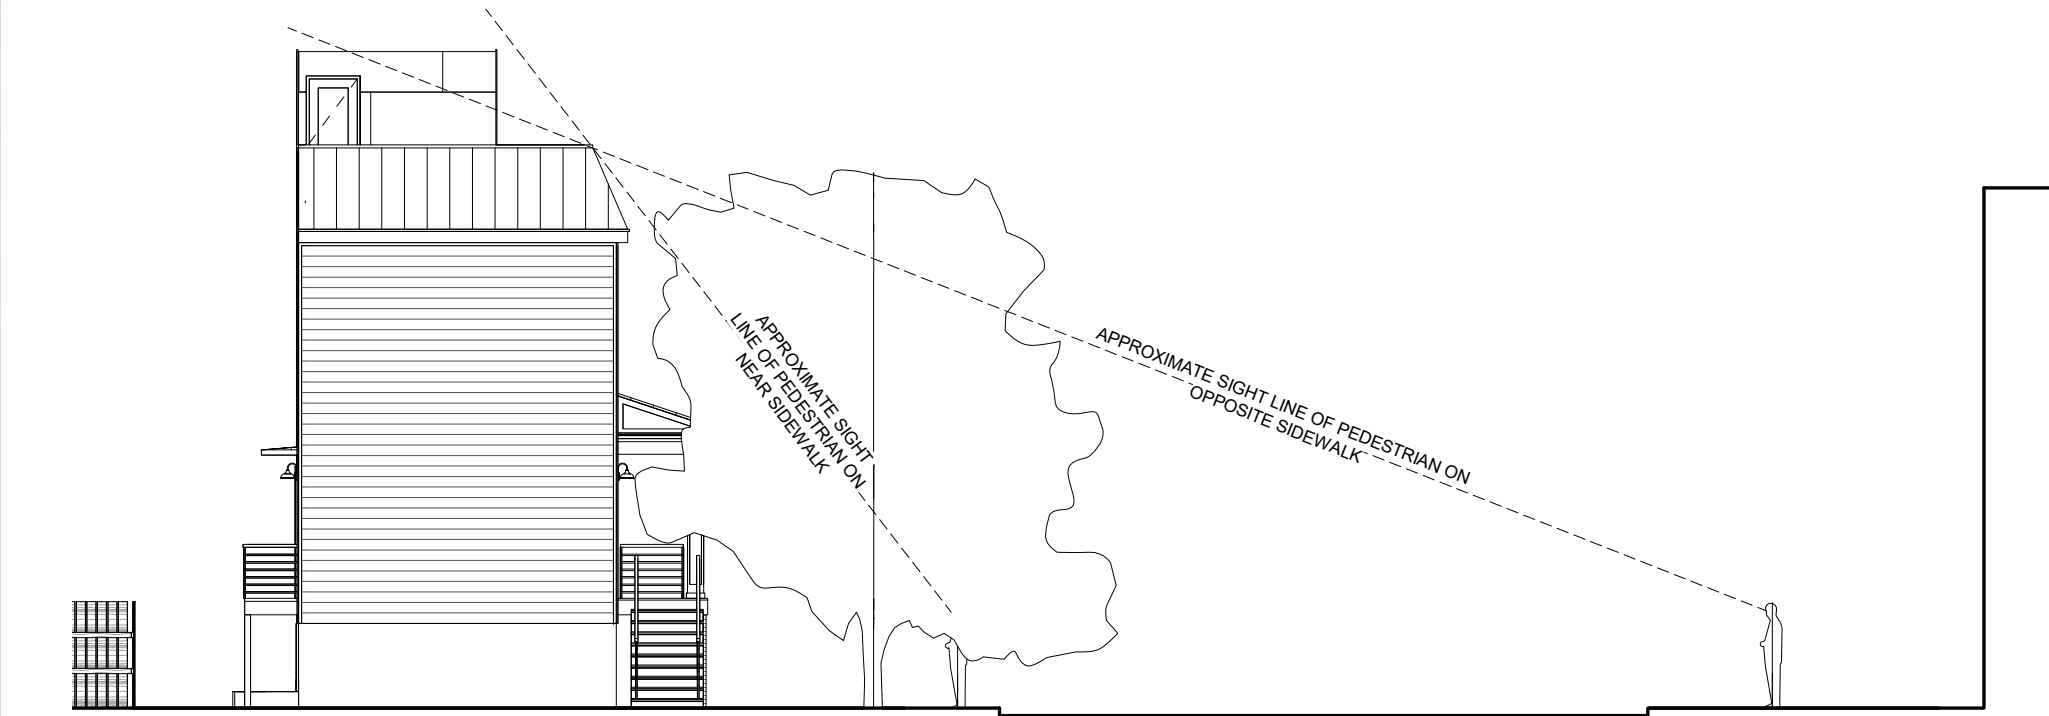 APPROXIMATE SIGHT
LINE OF PEDESTRIAN ON
NEAR SIDEWALK
APPROXIMATE SIGHT LINE OF PEDESTRIAN ON
OPPOSITE SIDEWALK